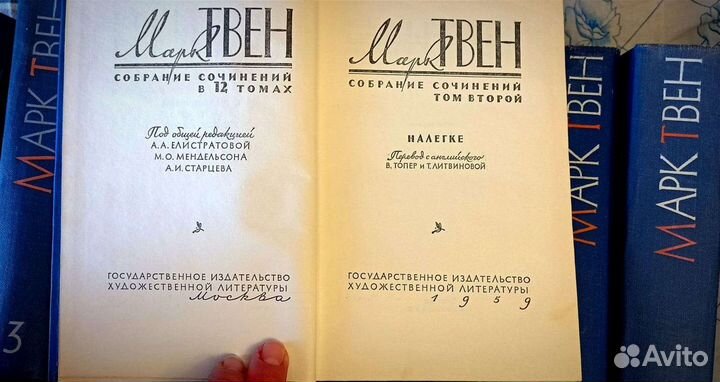 Марк ТВЕН
СОБРАНИЕ СОЧИНЕНИЙ
В 12 ТОМАХ
Под общей редакцией
А.А. ЕЛИСТРАТОВОЙ
М.О. МЕНДЕЛЬСОНА
А.И. СТАРЦЕВА
ГОСУДАРСТВЕННОЕ ИЗДАТЕЛЬСТВО
ХУДОЖЕСТВЕННОЙ ЛИТЕРАТУРЫ
Москва
Марк ТВЕН
СОБРАНИЕ СОЧИНЕНИЙ
ТОМ ВТОРОЙ
НАЛЕГКЕ
Перевод с английского
В. ТОПЕР и Т. ЛИТВИНОВОЙ
ГОСУДАРСТВЕННОЕ ИЗДАТЕЛЬСТВО
ХУДОЖЕСТВЕННОЙ ЛИТЕРАТУРЫ
1959
МАРК ТВЕН
3
МАРК ТВЕН
МАРК ТВЕН
Avito